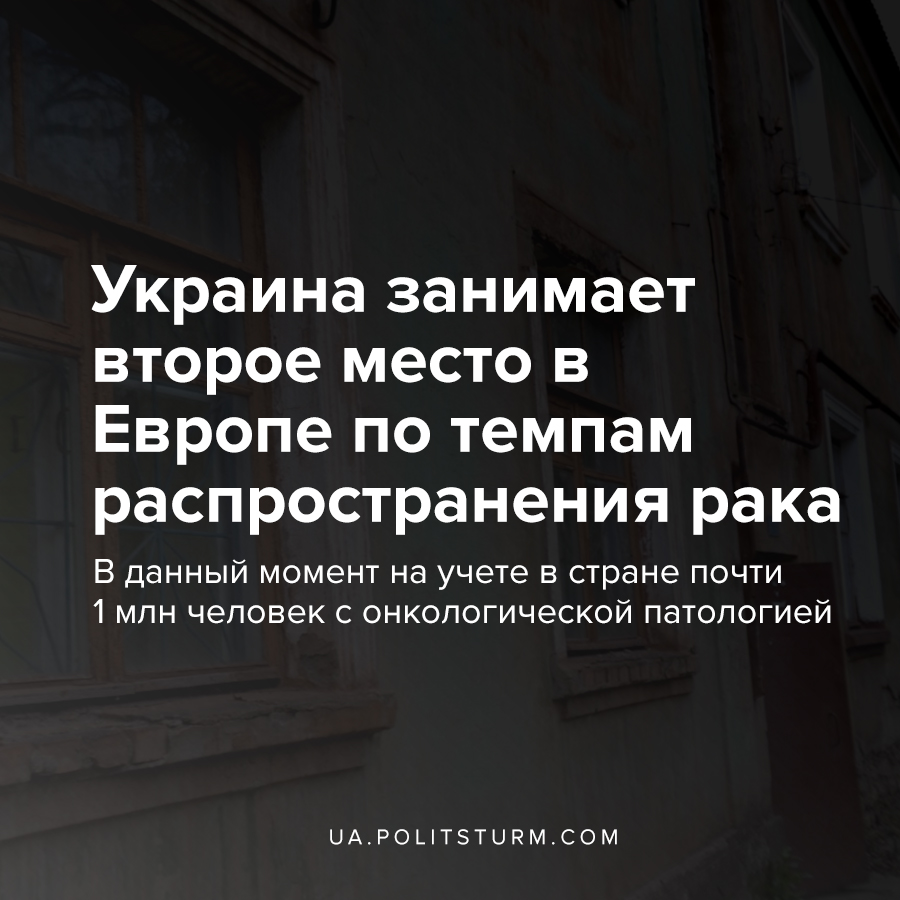 Украина занимает
второе место в
Европе по темпам
распространения рака
В данный момент на учете в стране почти
1 млн человек с онкологической патологией
UA.POLITSTURM.COM